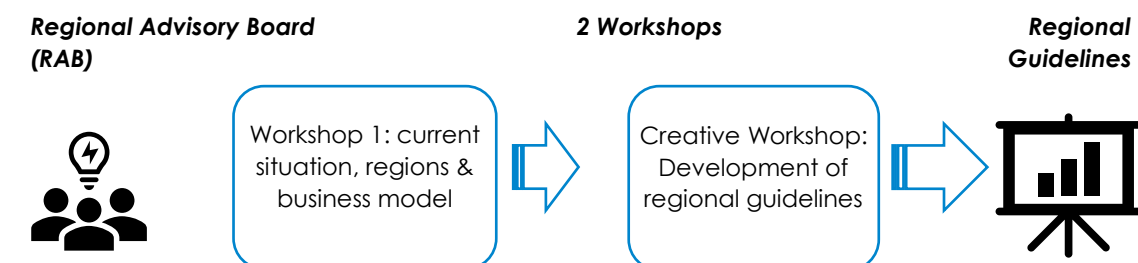 Regional Advisory Board
(RAB)
2 Workshops
Regional
Guidelines
Workshop 1: current
situation, regions &
business model
Creative Workshop:
Development of
regional guidelines